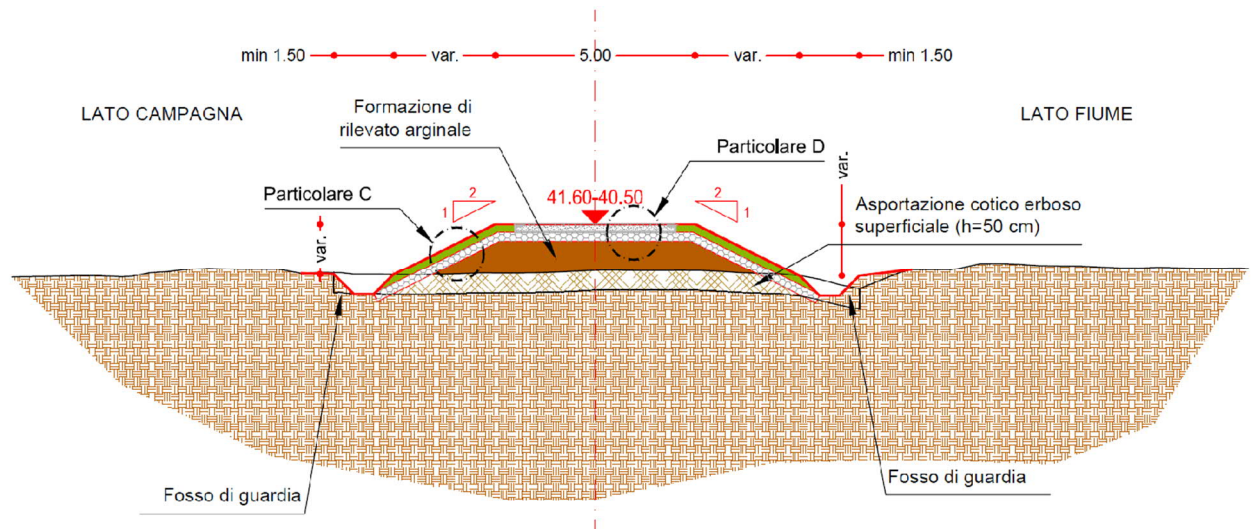 min 1.50
var.
5.00
var.
min 1.50
LATO CAMPAGNA
Formazione di
rilevato arginale
LATO FIUME
Particolare D
var.
Particolare C
2
1
41.60-40.50
2
1
Asportazione cotico erboso
superficiale (h=50 cm)
var.
Fosso di guardia
Fosso di guardia